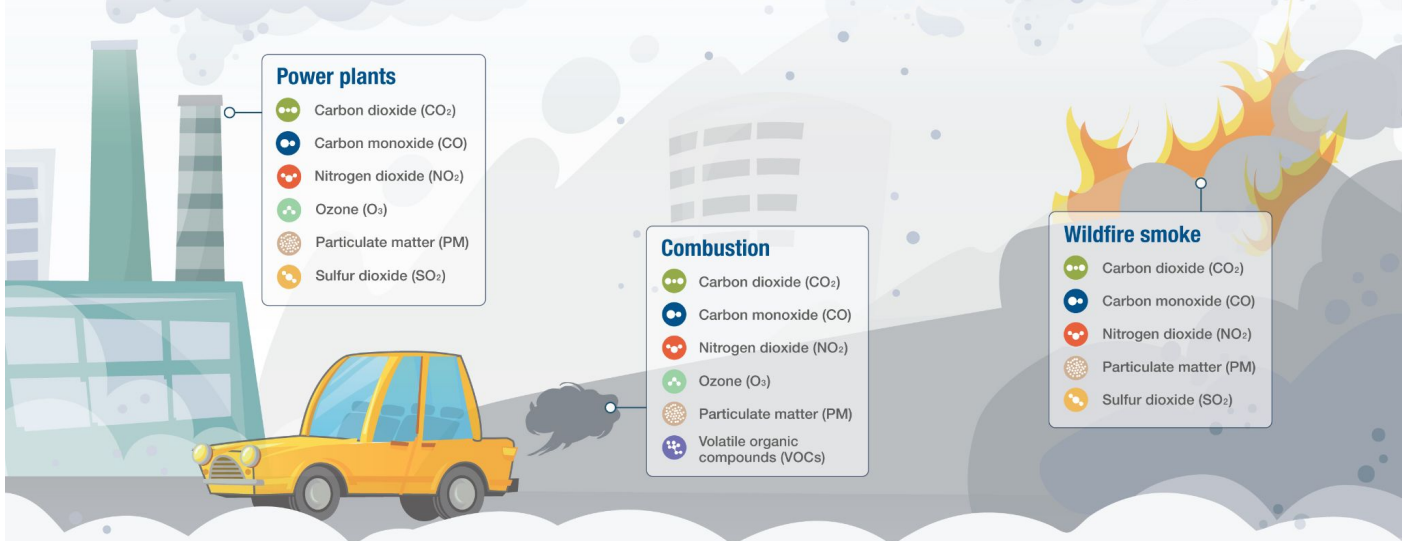 Power plants
Carbon dioxide (CO₂)
Carbon monoxide (CO)
Nitrogen dioxide (NO₂)
Ozone (O₃)
Particulate matter (PM)
Sulfur dioxide (SO₂)
Combustion
Carbon dioxide (CO₂)
Carbon monoxide (CO)
Nitrogen dioxide (NO₂)
Ozone (O₃)
Particulate matter (PM)
Volatile organic
compounds (VOCs)
Wildfire smoke
Carbon dioxide (CO₂)
Carbon monoxide (CO)
Nitrogen dioxide (NO₂)
Particulate matter (PM)
Sulfur dioxide (SO₂)